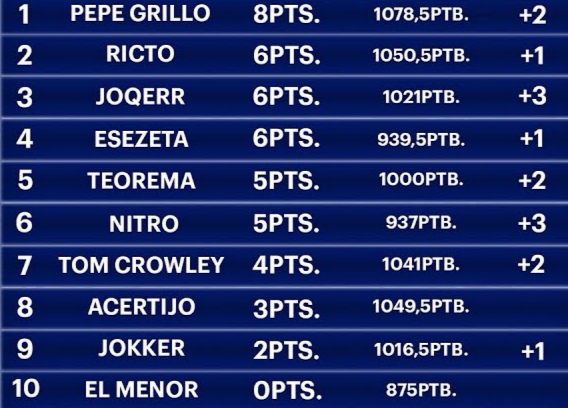 1 PEPE GRILLO 8PTS. 1078,5PTB. +2
2 RICTO 6PTS. 1050,5PTB. +1
3 JOQERR 6PTS. 1021PTB. +3
4 ESEZETA 6PTS. 939,5PTB. +1
5 TEOREMA 5PTS. 1000PTB. +2
6 NITRO 5PTS. 937PTB. +3
7 TOM CROWLEY 4PTS. 1041PTB. +2
8 ACERTIJO 3PTS. 1049,5PTB.
9 JOKKER 2PTS. 1016,5PTB. +1
10 EL MENOR 0PTS. 875PTB.